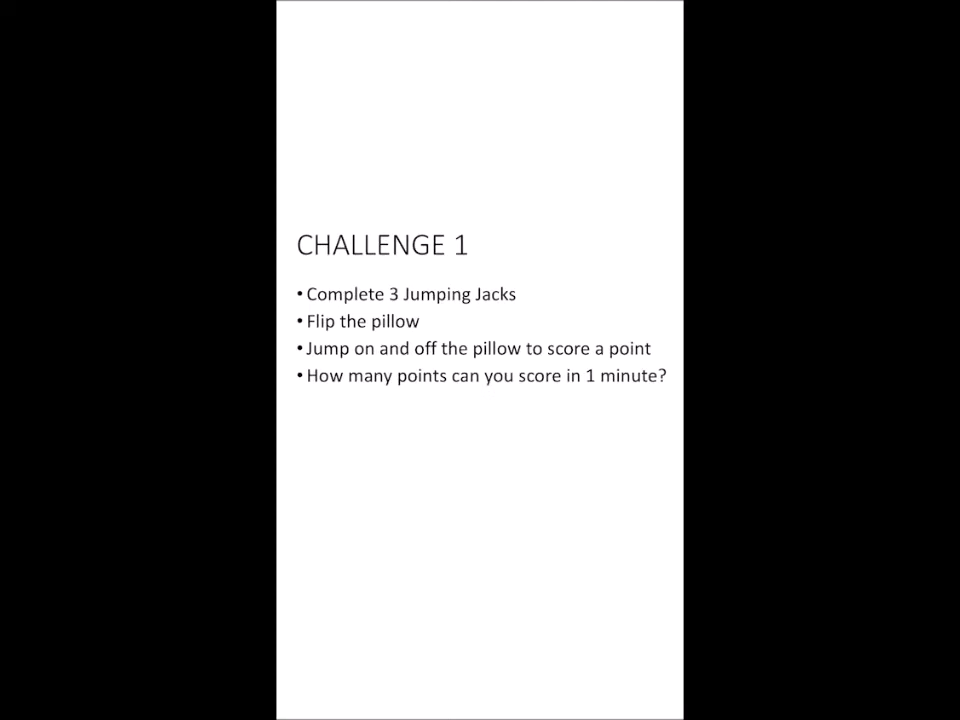 CHALLENGE 1
• Complete 3 Jumping Jacks
• Flip the pillow
• Jump on and off the pillow to score a point
• How many points can you score in 1 minute?